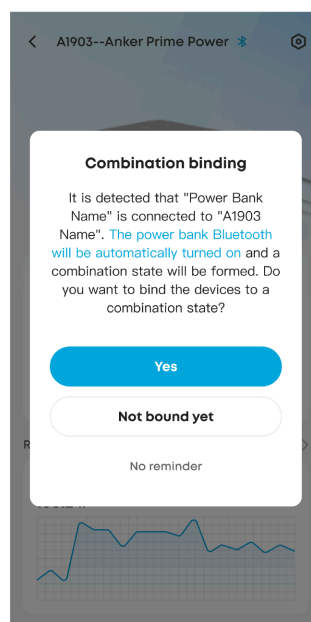 A1903--Anker Prime Power
Combination binding
It is detected that "Power Bank
Name" is connected to "A1903
Name". The power bank Bluetooth
will be automatically turned on and a
combination state will be formed. Do
you want to bind the devices to a
combination state?
Yes
Not bound yet
R
No reminder